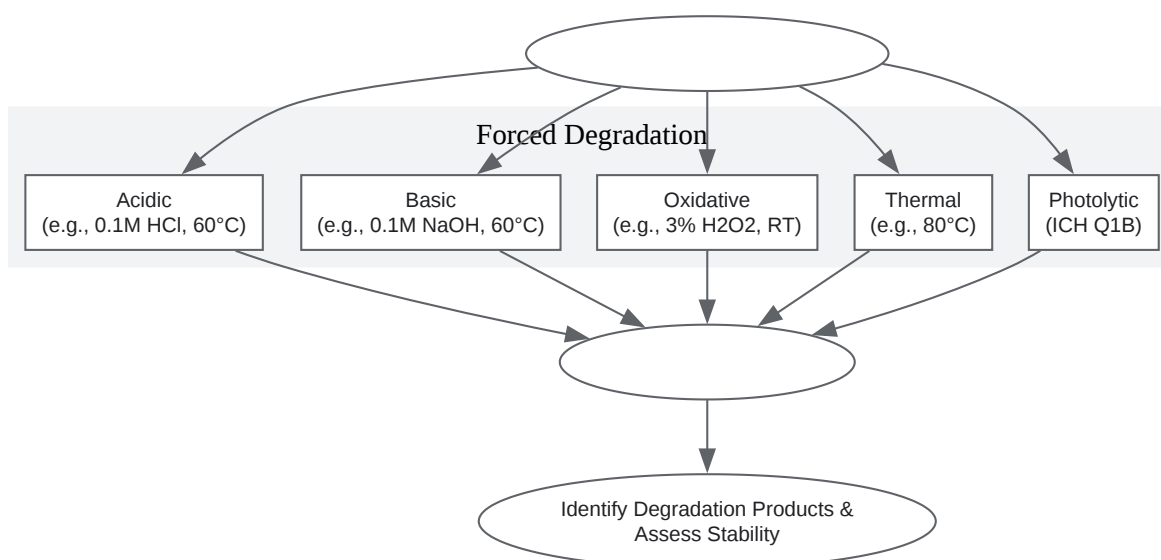 Forced Degradation
Acidic
(e.g., 0.1M HCl, 60°C)
Basic
(e.g., 0.1M NaOH, 60°C)
Oxidative
(e.g., 3% H2O2, RT)
Thermal
(e.g., 80°C)
Photolytic
(ICH Q1B)
Identify Degradation Products &
Assess Stability